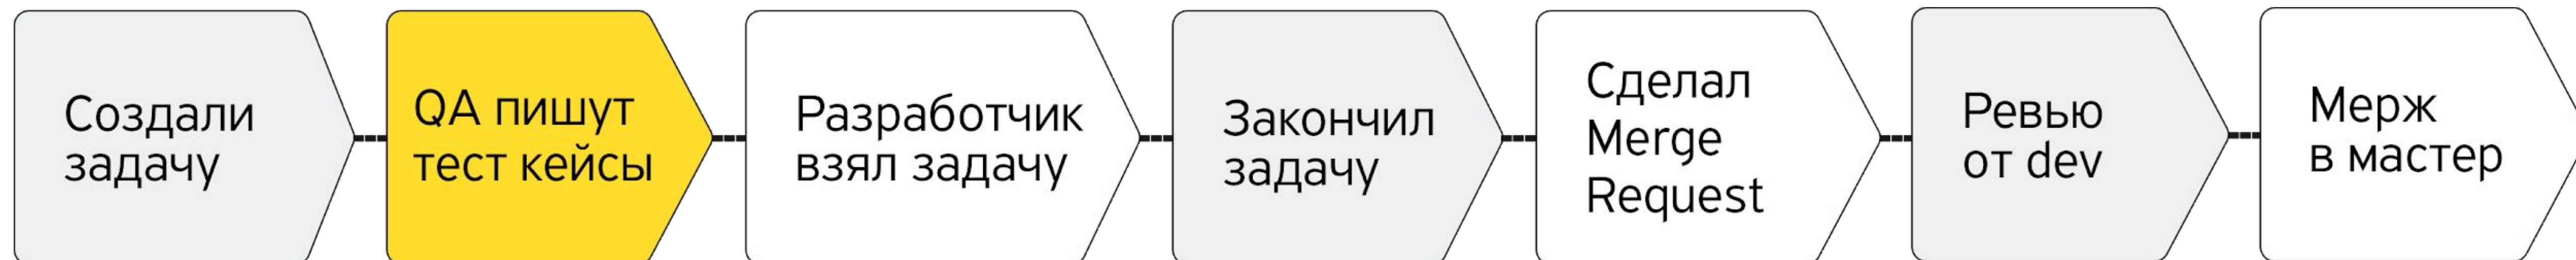 Создали
задачу
QA пишут
тест кейсы
Разработчик
взял задачу
Закончил
задачу
Сделал
Merge
Request
Ревью
от dev
Мерж
в мастер